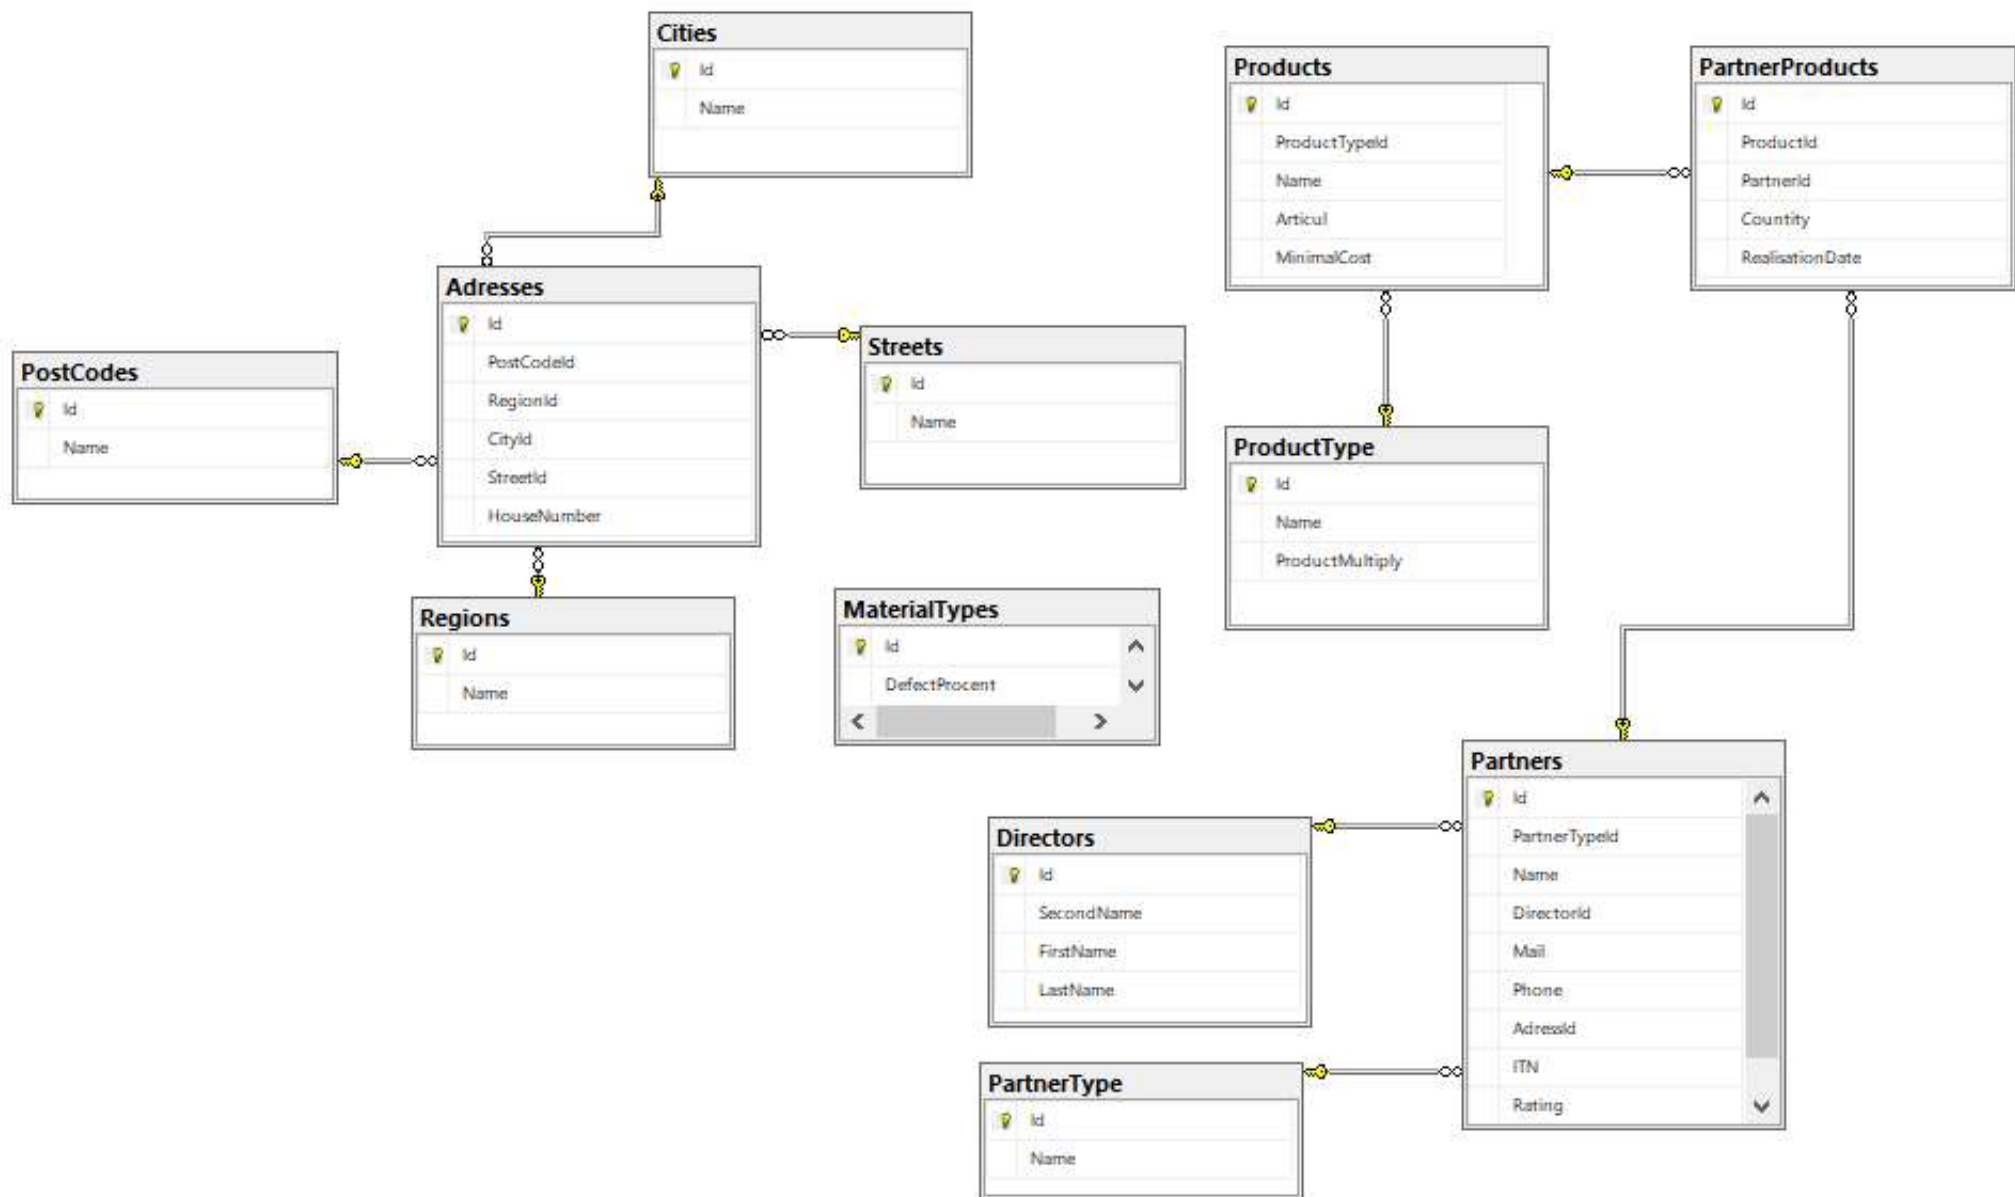 Cities
Id
Name
Products
Id
ProductTypeId
Name
Articul
MinimalCost
PartnerProducts
Id
ProductId
PartnerId
Countity
RealisationDate
Adresses
Id
PostCodeId
RegionId
CityId
StreetId
HouseNumber
Streets
Id
Name
PostCodes
Id
Name
ProductType
Id
Name
ProductMultiply
Regions
Id
Name
MaterialTypes
Id
DefectProcent
Partners
Id
PartnerTypeId
Name
DirectorId
Mail
Phone
AdressId
ITN
Rating
Directors
Id
SecondName
FirstName
LastName
PartnerType
Id
Name